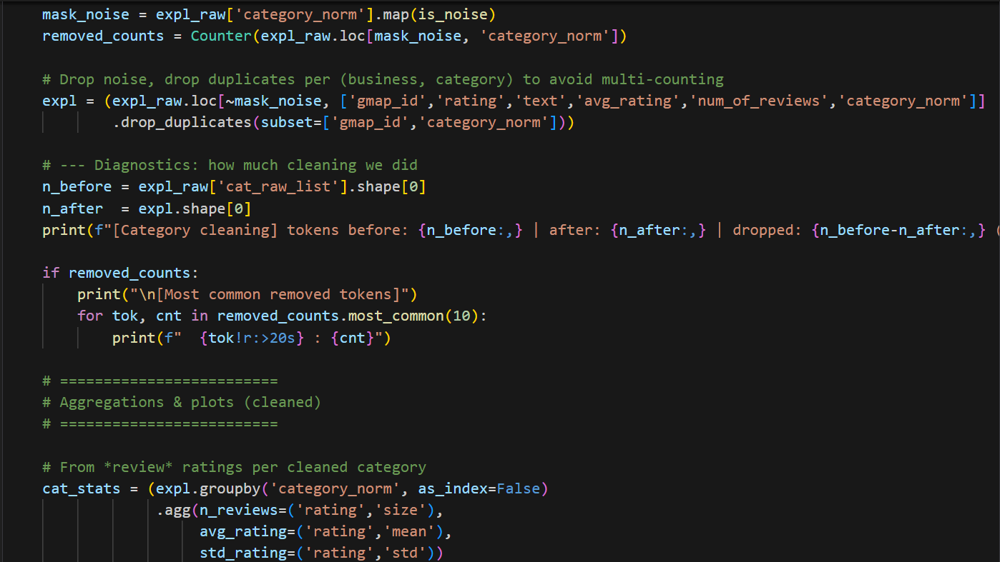 mask_noise = expl_raw['category_norm'].map(is_noise)
removed_counts = Counter(expl_raw.loc[mask_noise, 'category_norm'])
# Drop noise, drop duplicates per (business, category) to avoid multi-counting
expl = (expl_raw.loc[~mask_noise, ['gmap_id','rating','text','avg_rating','num_of_reviews','category_norm']]
.drop_duplicates(subset=['gmap_id','category_norm']))
# --- Diagnostics: how much cleaning we did
n_before = expl_raw['cat_raw_list'].shape[0]
n_after  = expl.shape[0]
print(f"[Category cleaning] tokens before: {n_before:,} | after: {n_after:,} | dropped: {n_before-n_after:,} (
if removed_counts:
print("\n[Most common removed tokens]")
for tok, cnt in removed_counts.most_common(10):
print(f"  {tok!r:>20s} : {cnt}")
# =========================
# Aggregations & plots (cleaned)
# =========================
# From *review* ratings per cleaned category
cat_stats = (expl.groupby('category_norm', as_index=False)
.agg(n_reviews=('rating','size'),
avg_rating=('rating','mean'),
std_rating=('rating','std'))